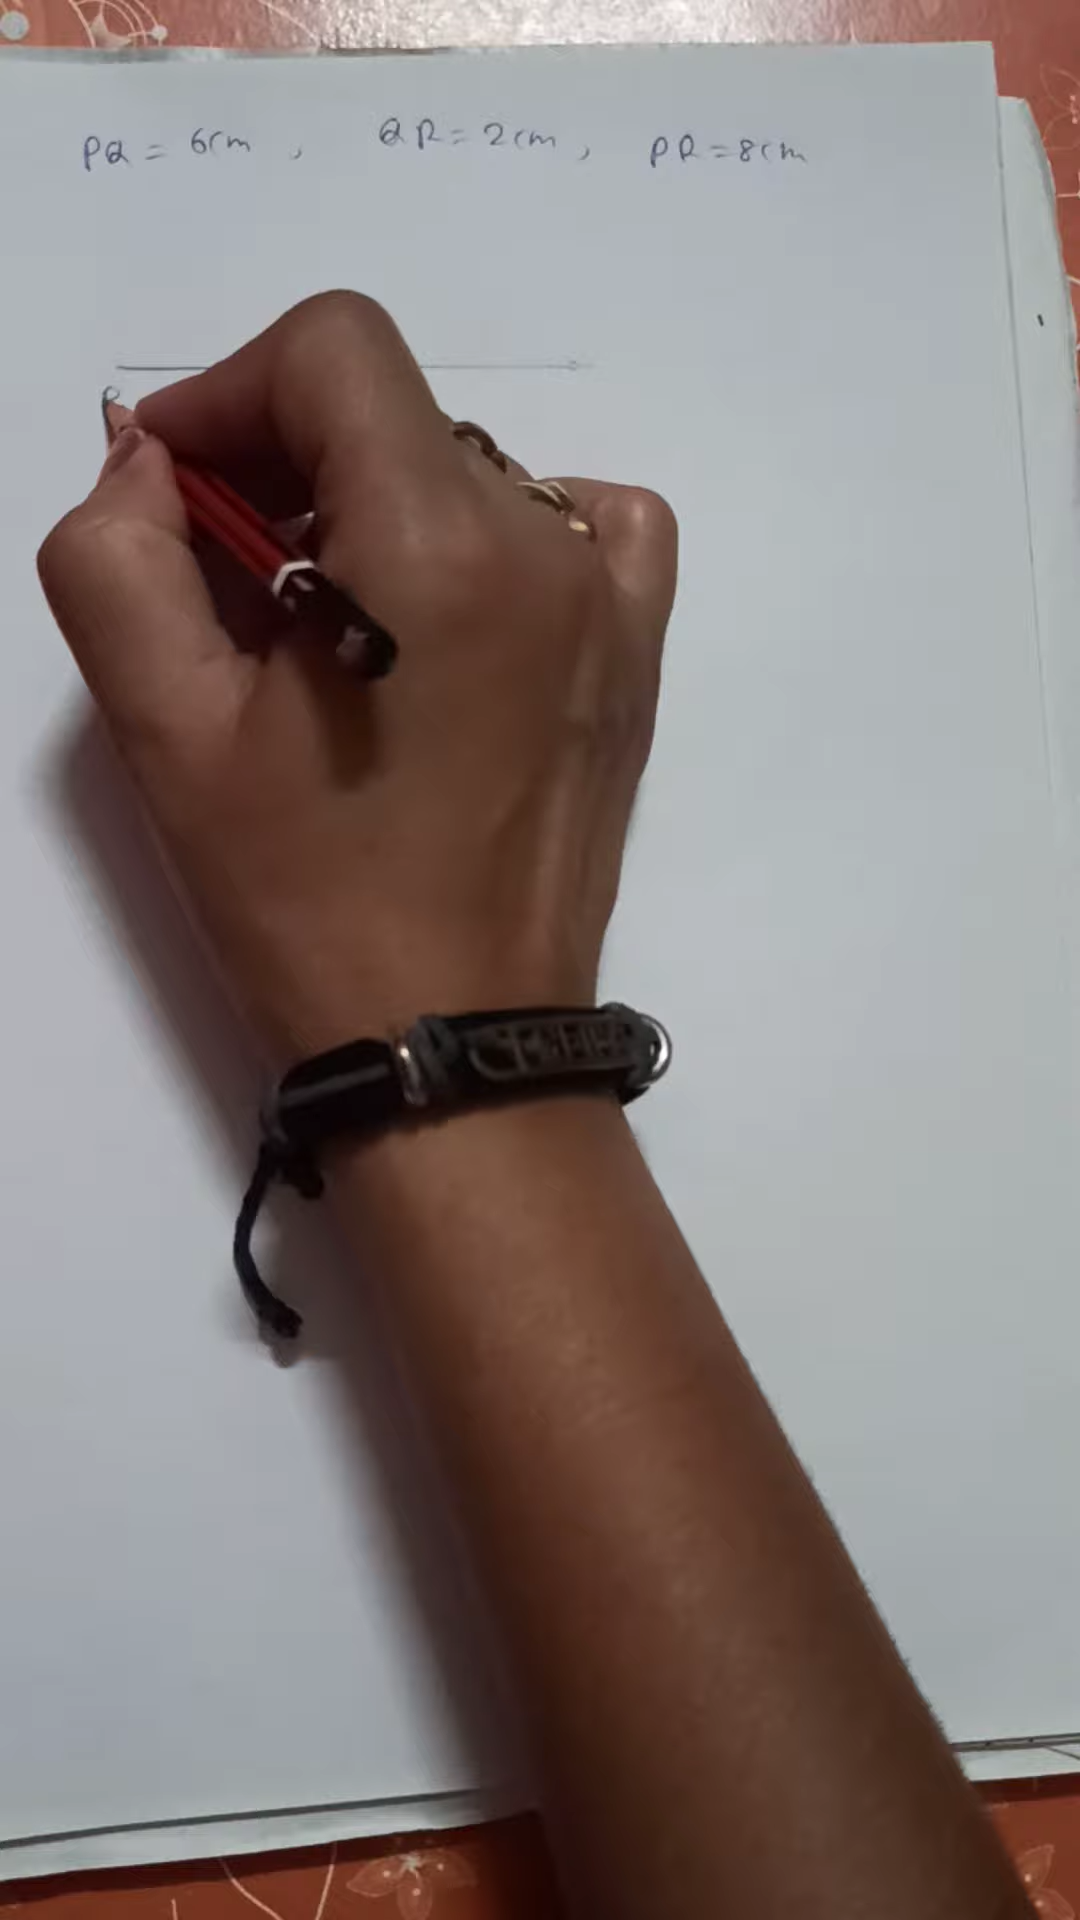 PQ = 6cm , QR = 2cm , PR = 8cm
P